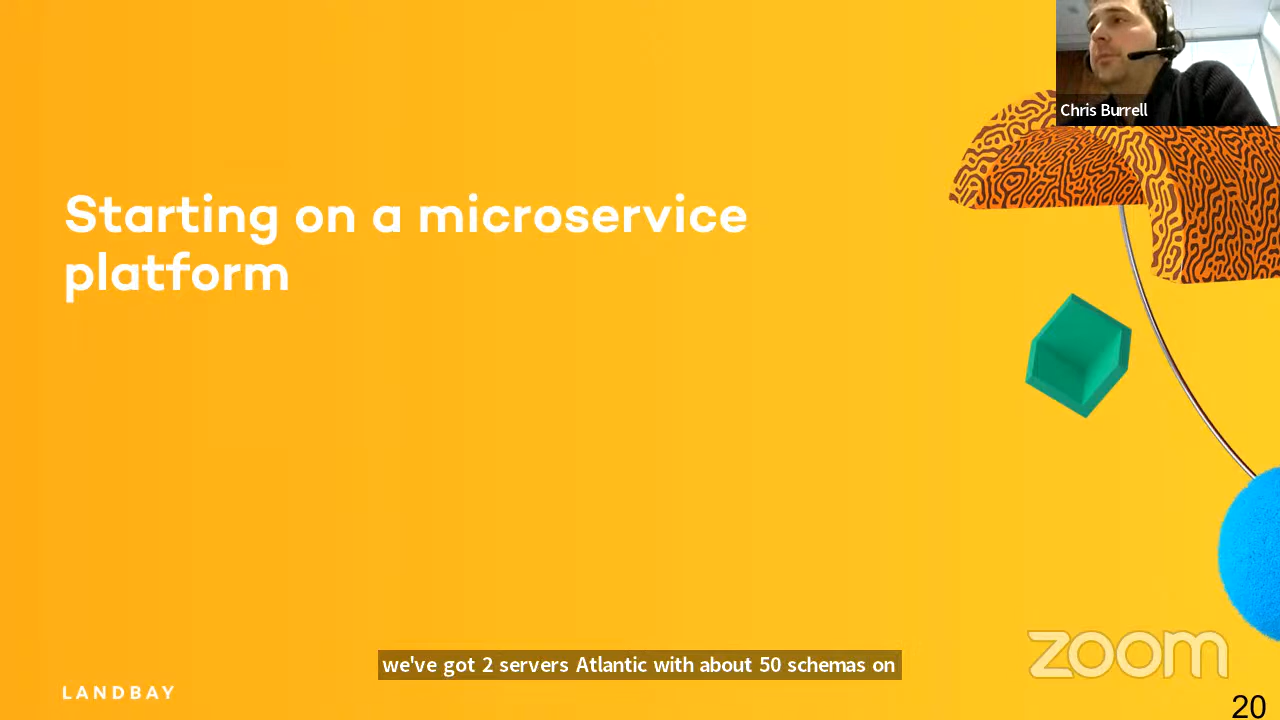 Chris Burrell
Starting on a microservice
platform
we've got 2 servers Atlantic with about 50 schemas on
zoom
LANDBAY
20